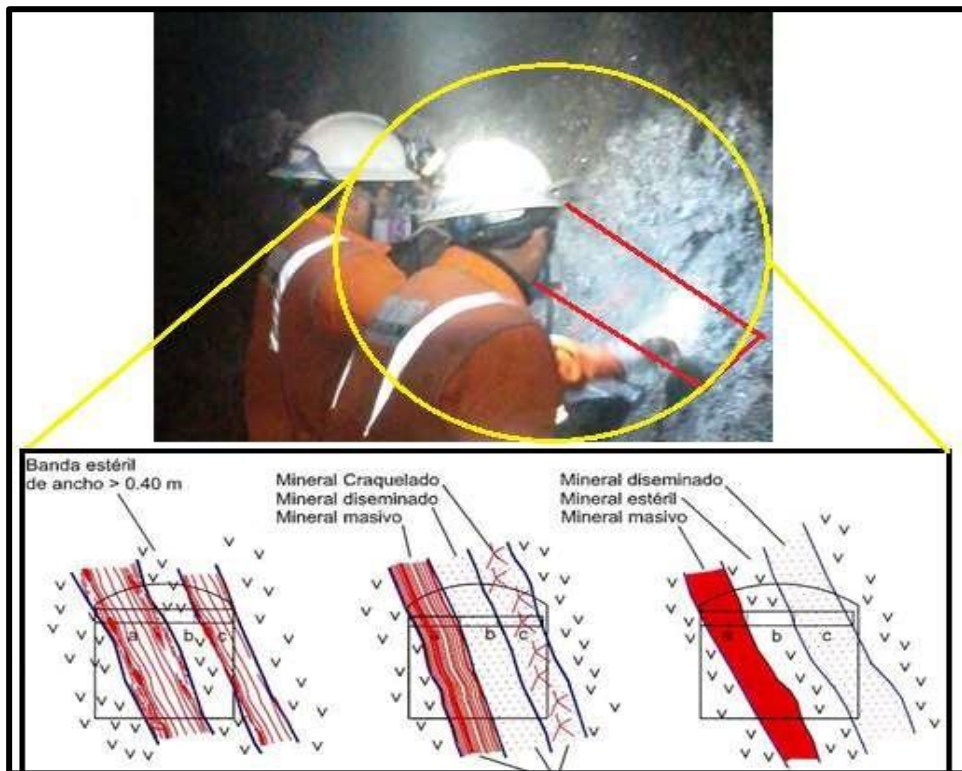 Banda estéril
de ancho > 0.40 m
Mineral Craquelado
Mineral diseminado
Mineral masivo
Mineral diseminado
Mineral estéril
Mineral masivo
a
b
c
a
b
c
a
b
c